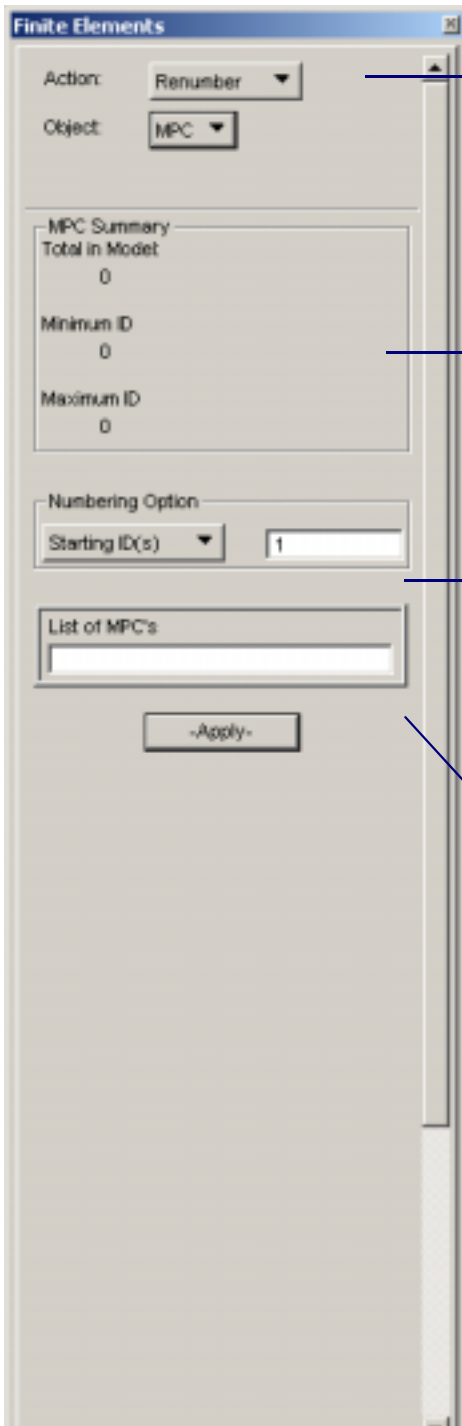 Finite Elements
Action: Renumber
Object: MPC
MPC Summary
Total in Model:
0
Minimum ID
0
Maximum ID
0
Numbering Option
Starting ID(s) 1
List of MPC's
-Apply-